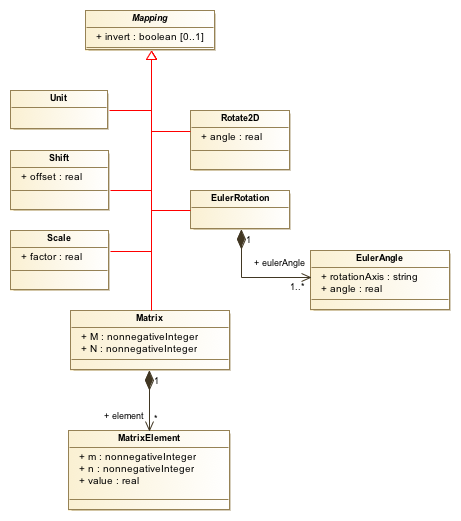 Mapping
+ invert : boolean [0..1]
Unit
Rotate2D
+ angle : real
Shift
+ offset : real
EulerRotation
1
Scale
+ factor : real
+ eulerAngle
1..*
EulerAngle
+ rotationAxis : string
+ angle : real
Matrix
+ M : nonnegativeInteger
+ N : nonnegativeInteger
1
+ element
*
MatrixElement
+ m : nonnegativeInteger
+ n : nonnegativeInteger
+ value : real